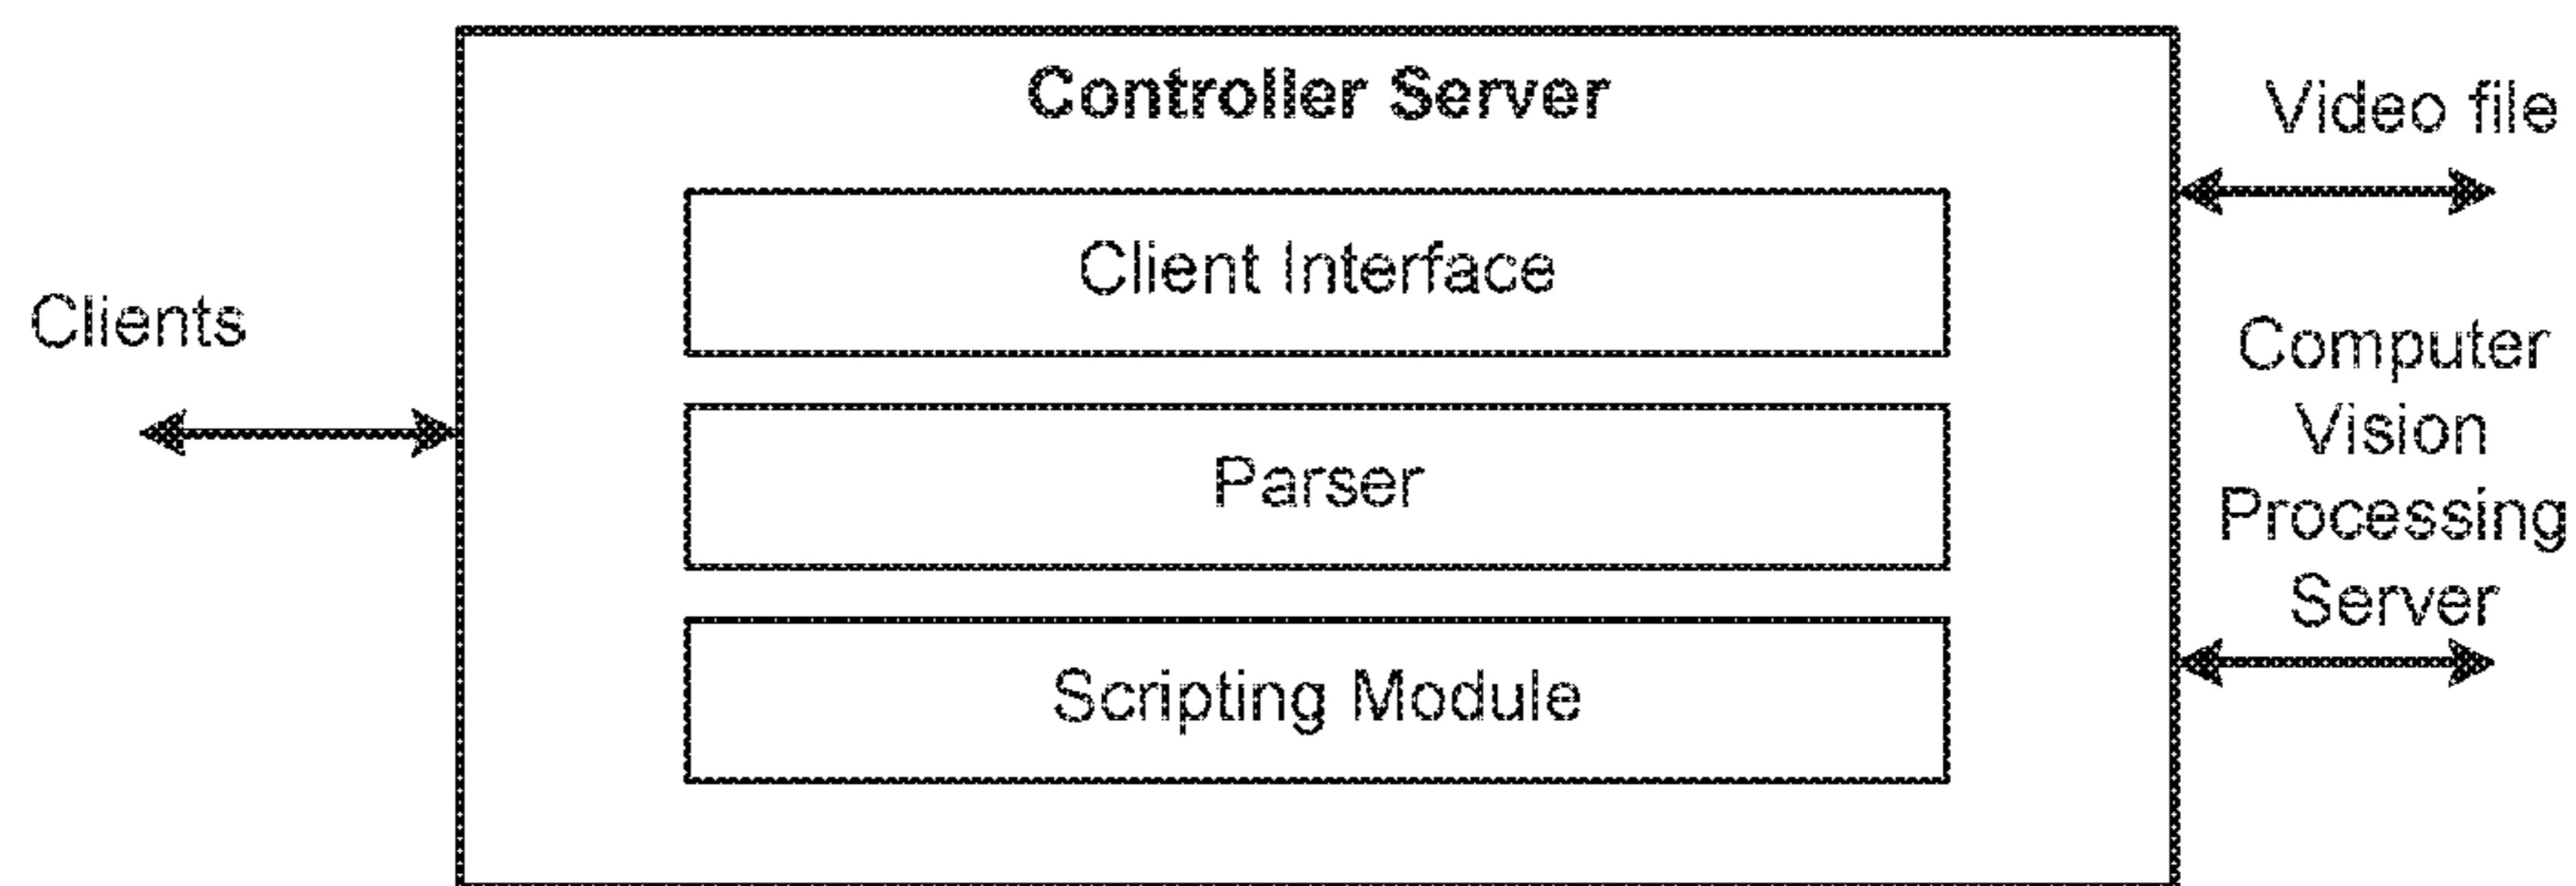 Controller Server
Client Interface
Parser
Scripting Module
Clients
Video file
Computer
Vision
Processing
Server